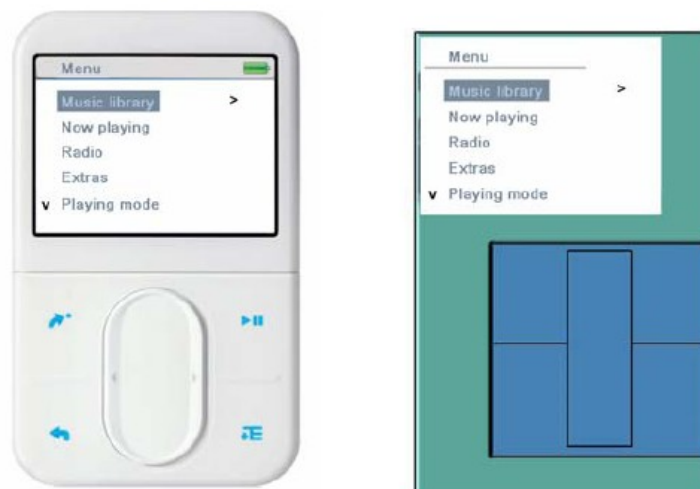 Menu
Music library >
Now playing
Radio
Extras
v Playing mode
Menu
Music library >
Now playing
Radio
Extras
v Playing mode